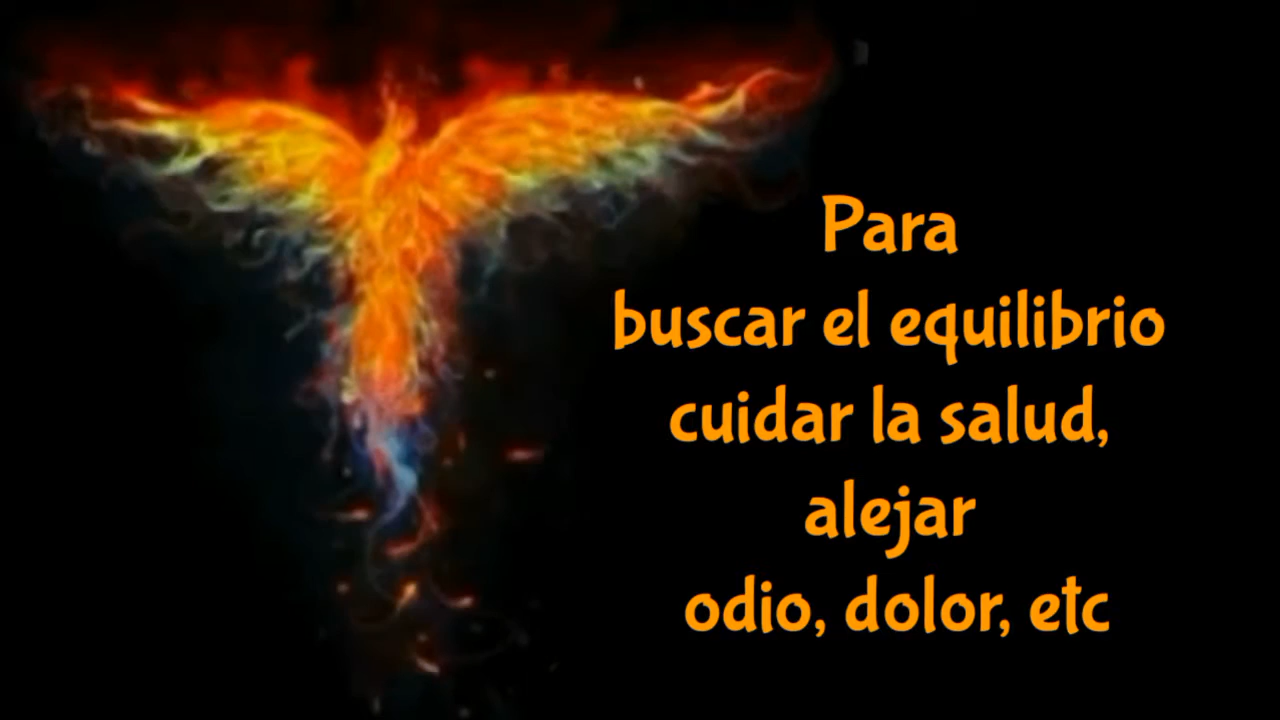 Para
buscar el equilibrio
cuidar la salud,
alejar
odio, dolor, etc